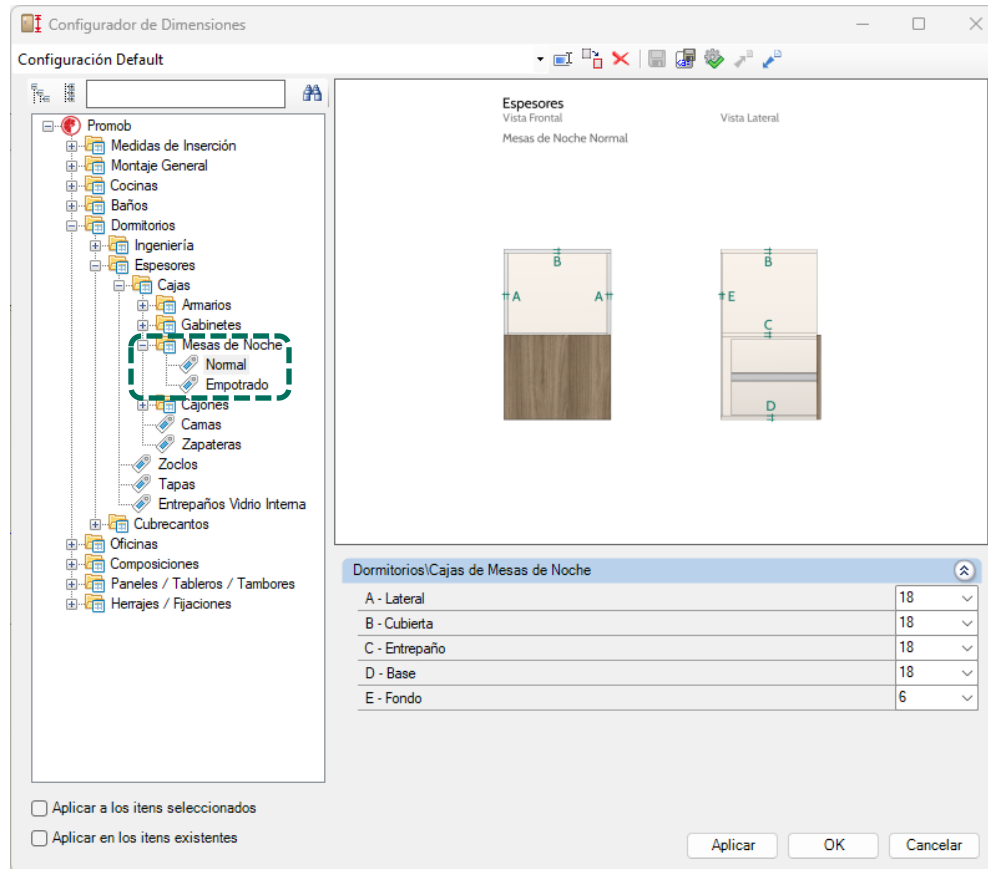 Configurador de Dimensiones
Configuración Default
Promob
Medidas de Inserción
Montaje General
Cocinas
Baños
Dormitorios
Ingeniería
Espesores
Cajas
Armarios
Gabinetes
Mesas de Noche
Normal
Empotrado
Cajones
Camas
Zapateras
Zoclos
Tapas
Entrepaños Vidrio Interna
Cubrecantos
Oficinas
Composiciones
Paneles / Tableros / Tambores
Herrajes / Fijaciones
Espesores
Vista Frontal Vista Lateral
Mesas de Noche Normal
B B
A A E
C
D
Dormitorios\Cajas de Mesas de Noche
A - Lateral 18
B - Cubierta 18
C - Entrepaño 18
D - Base 18
E - Fondo 6
Aplicar a los itens seleccionados
Aplicar en los itens existentes
Aplicar OK Cancelar